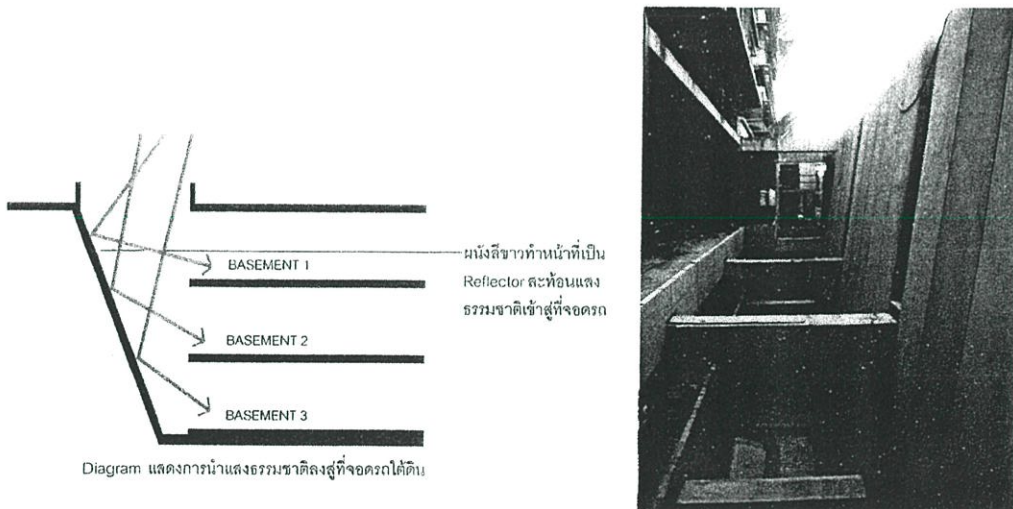 BASEMENT 1
BASEMENT 2
BASEMENT 3
ผนังสีขาวทำหน้าที่เป็น
Reflector สะท้อนแสง
ธรรมชาติเข้าสู่ที่จอดรถ
Diagram แสดงการนำแสงธรรมชาติลงสู่ที่จอดรถใต้ดิน